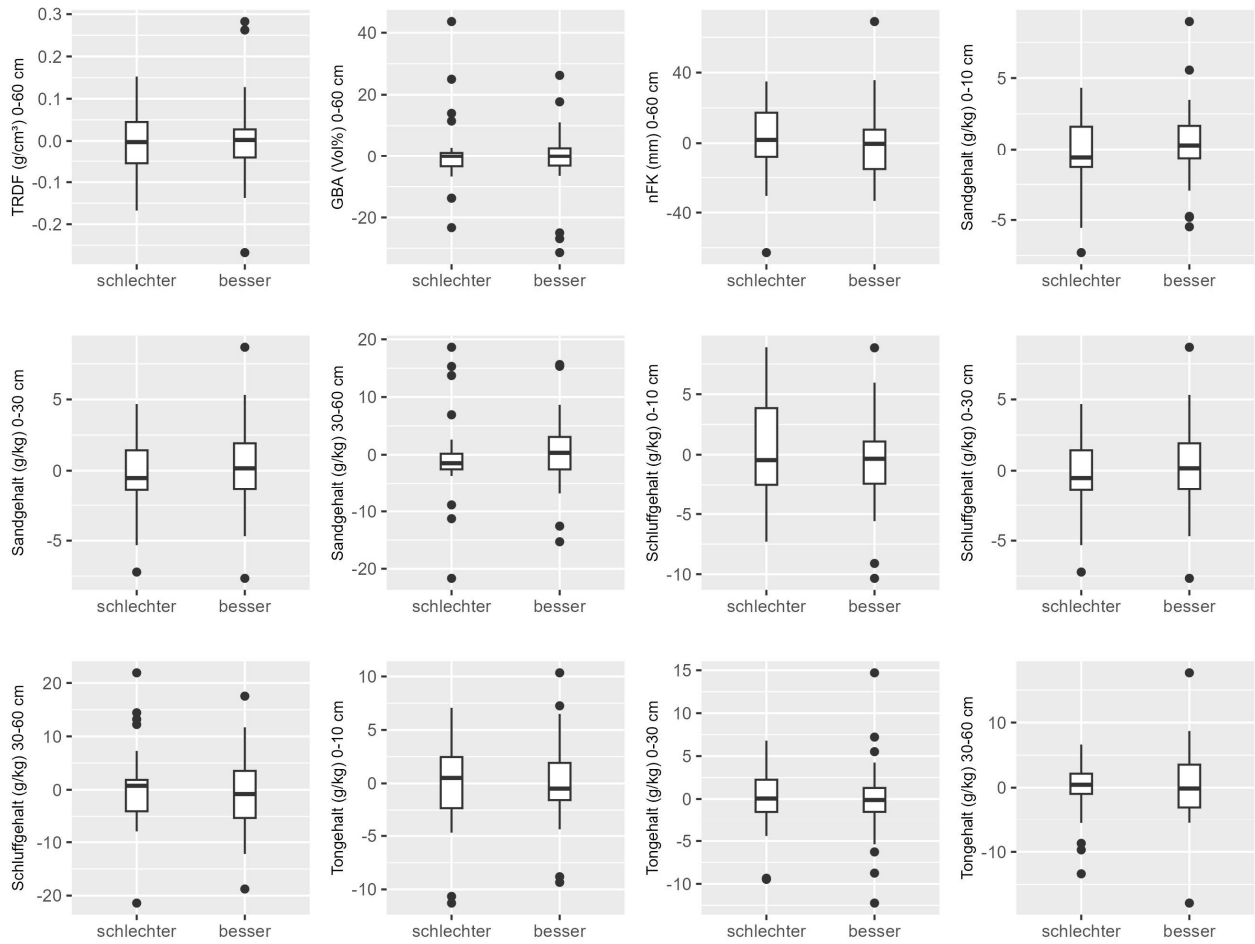 TRDF (g/cm³) 0-60 cm
0.3
0.2
0.1
0.0
-0.1
-0.2
schlechter besser
GBA (Vol%) 0-60 cm
40
20
0
-20
schlechter besser
nFK (mm) 0-60 cm
40
0
-40
schlechter besser
Sandgehalt (g/kg) 0-10 cm
5
0
-5
schlechter besser
Sandgehalt (g/kg) 0-30 cm
5
0
-5
schlechter besser
Sandgehalt (g/kg) 30-60 cm
20
10
0
-10
-20
schlechter besser
Schluffgehalt (g/kg) 0-10 cm
5
0
-5
-10
schlechter besser
Schluffgehalt (g/kg) 0-30 cm
5
0
-5
schlechter besser
Schluffgehalt (g/kg) 30-60 cm
20
10
0
-10
-20
schlechter besser
Tongehalt (g/kg) 0-10 cm
10
5
0
-5
-10
schlechter besser
Tongehalt (g/kg) 0-30 cm
15
10
5
0
-5
-10
schlechter besser
Tongehalt (g/kg) 30-60 cm
10
0
-10
schlechter besser